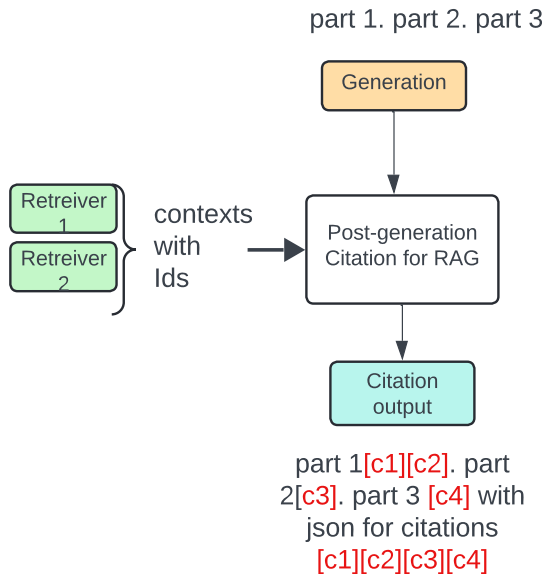 part 1. part 2. part 3
Generation
Retreiver
1
Retreiver
2
contexts
with
Ids
Post-generation
Citation for RAG
Citation
output
part 1[c1][c2]. part
2[c3]. part 3 [c4] with
json for citations
[c1][c2][c3][c4]